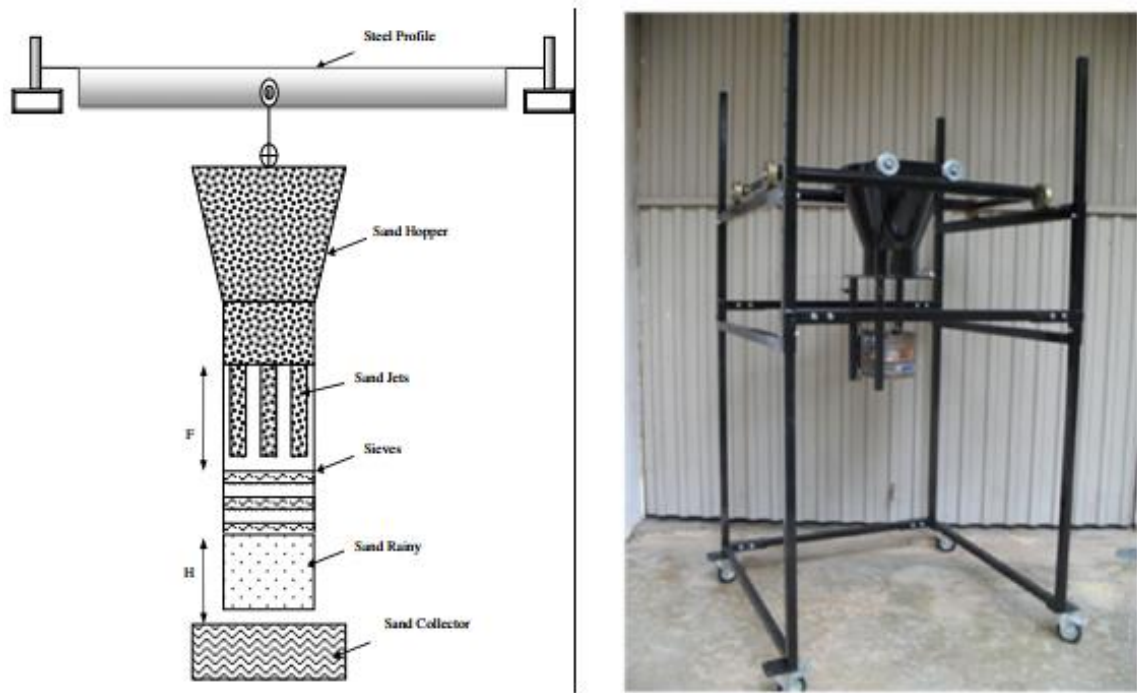 Steel Profile
Sand Hopper
Sand Jets
F
Sieves
Sand Rainy
H
Sand Collector